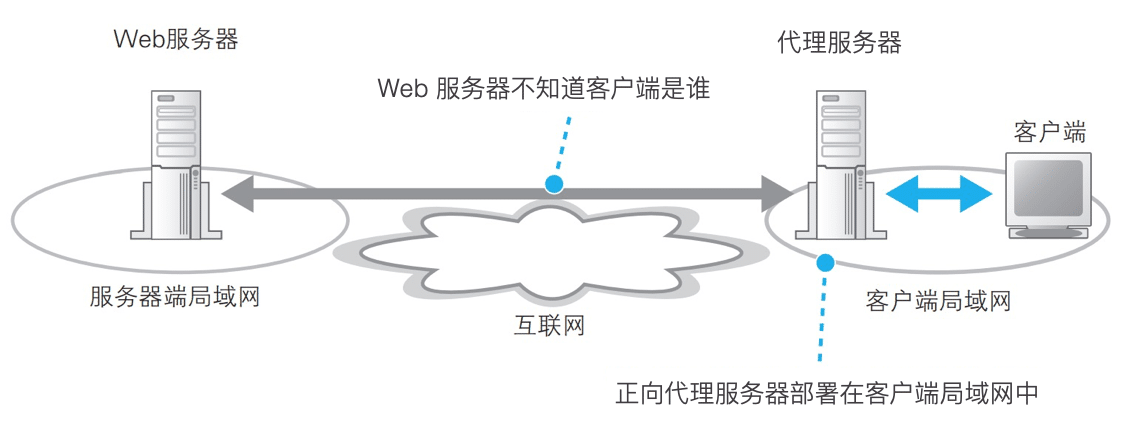 Web服务器
代理服务器
Web 服务器不知道客户端是谁
客户端
服务器端局域网
客户端局域网
互联网
正向代理服务器部署在客户端局域网中